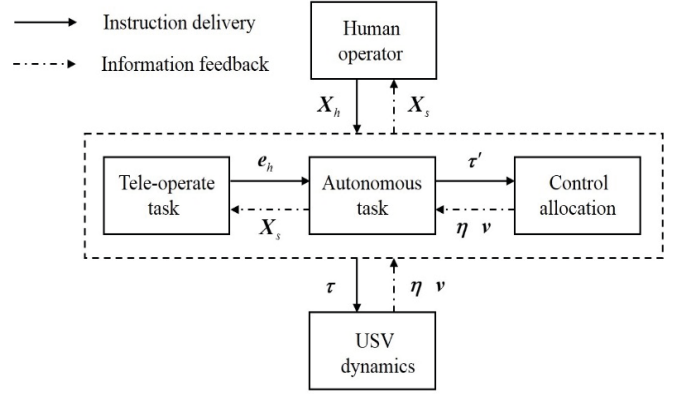 Instruction delivery
Information feedback
Human
operator
X_h X_s
Tele-operate
task
e_h
X_s
Autonomous
task
τ′
η v
Control
allocation
τ η v
USV
dynamics